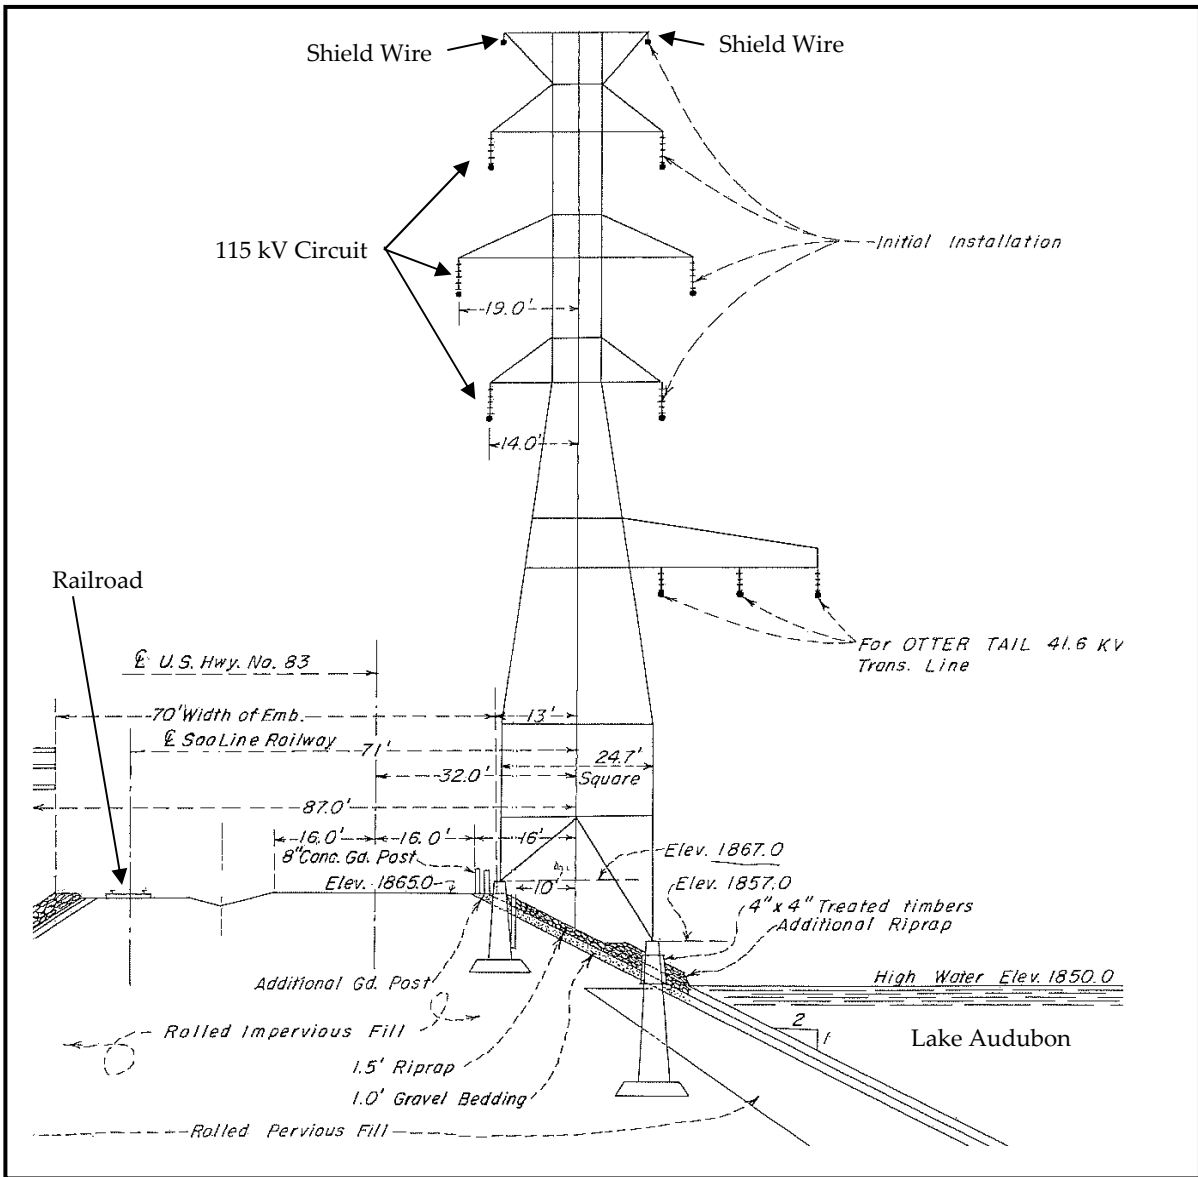 Shield Wire
Shield Wire
115 kV Circuit
Initial Installation
19.0'
14.0'
Railroad
For OTTER TAIL 41.6 KV
Trans. Line
℄ U.S. Hwy. No. 83
70' Width of Emb.
13'
℄ Soo Line Railway
71'
24.7'
Square
32.0'
87.0'
16.0'
16.0'
16'
8" Conc. Gd. Post
Elev. 1867.0
Elev. 1865.0
10'
Elev. 1857.0
4" x 4" Treated timbers
Additional Riprap
Additional Gd. Post
High Water Elev. 1850.0
Rolled Impervious Fill
2
1
Lake Audubon
1.5' Riprap
1.0' Gravel Bedding
Rolled Pervious Fill